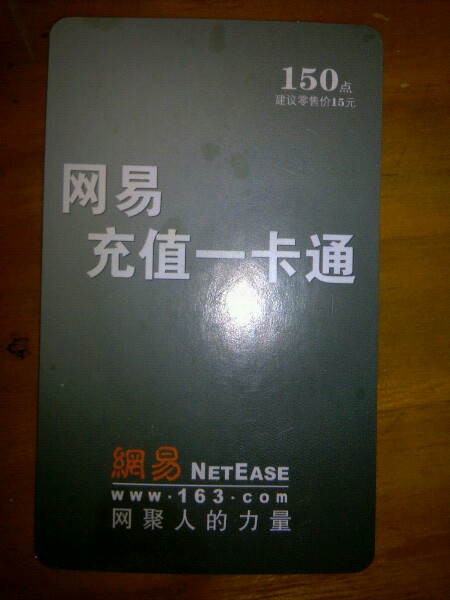 150点
建议零售价15元
网易
充值一卡通
網易 NETEASE
www.163.com
网聚人的力量